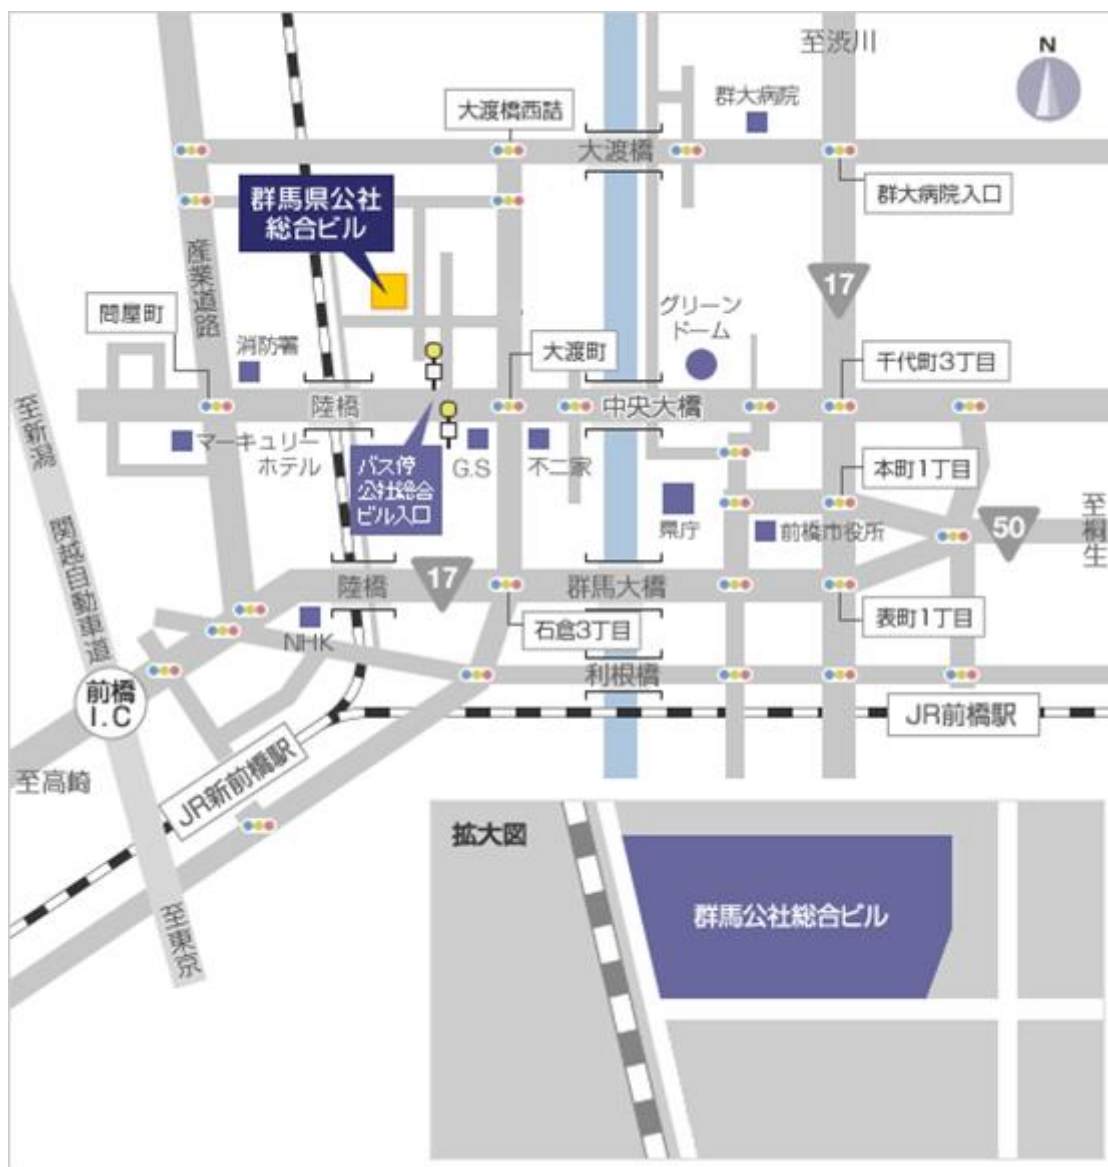 至渋川
N
群大病院
大渡橋西詰
大渡橋
群馬県公社
総合ビル
群大病院入口
産業道路
17
問屋町
グリーン
ドーム
消防署
大渡町
千代町3丁目
陸橋
中央大橋
至新潟
マーキュリー
ホテル
バス停
公社総合
ビル入口
G.S
不二家
本町1丁目
県庁
前橋市役所
50
至桐生
関越自動車道
陸橋
17
群馬大橋
NHK
石倉3丁目
表町1丁目
利根橋
前橋
I.C
JR前橋駅
至高崎
JR新前橋駅
至東京
拡大図
群馬公社総合ビル